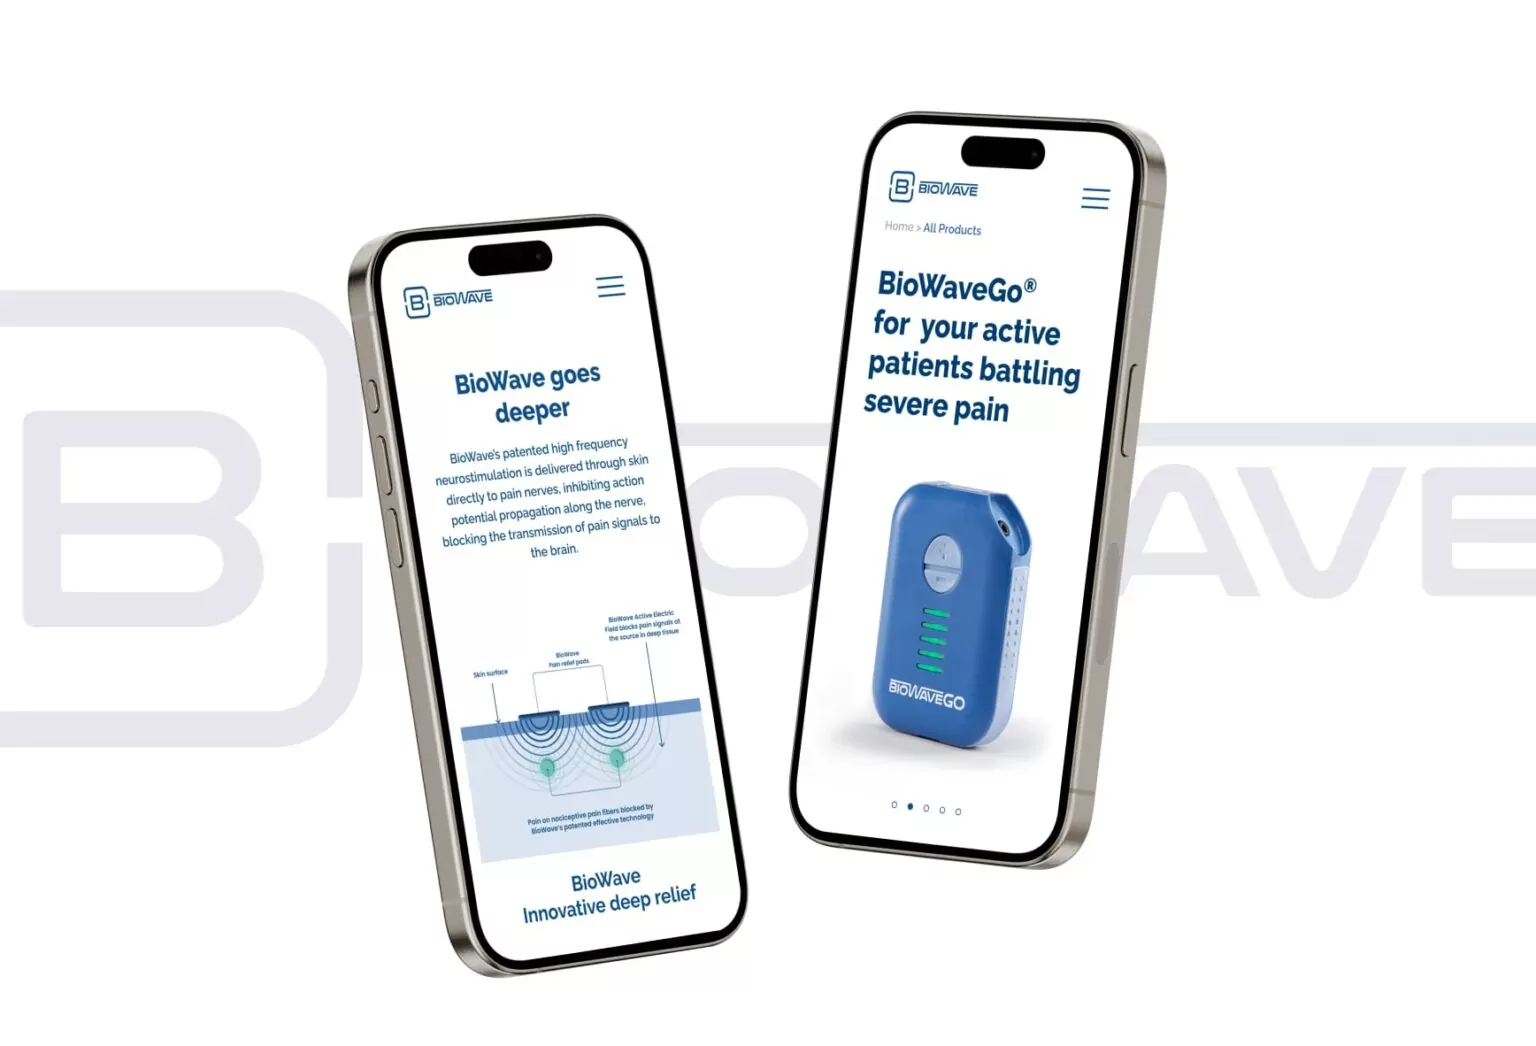 B BIOWAVE
BioWave goes
deeper
BioWave's patented high frequency
neurostimulation is delivered through skin
directly to pain nerves, inhibiting action
potential propagation along the nerve,
blocking the transmission of pain signals to
the brain.
BioWave Active Electric
Field blocks pain signals at
the source in deep tissue
BioWave
Pain relief pads
Skin surface
Pain on nociceptive pain fibers blocked by
BioWave's patented effective technology
BioWave
Innovative deep relief
B BIOWAVE
Home > All Products
BioWaveGo®
for your active
patients battling
severe pain
BIOWAVEGO
B BIOWAVE